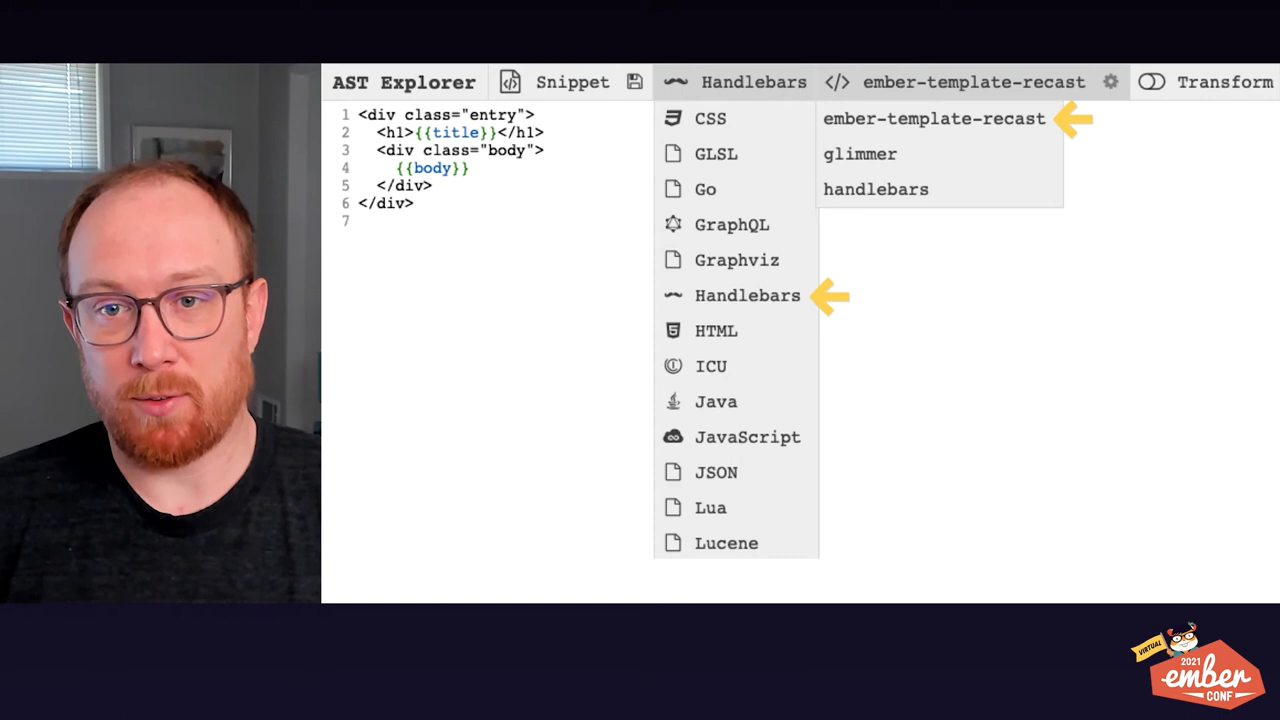 AST Explorer Snippet Handlebars </> ember-template-recast Transform
1 <div class="entry">
2 <h1>{{title}}</h1>
3 <div class="body">
4 {{body}}
5 </div>
6 </div>
7
CSS
GLSL
Go
GraphQL
Graphviz
Handlebars
HTML
ICU
Java
JavaScript
JSON
Lua
Lucene
ember-template-recast
glimmer
handlebars
VIRTUAL
2021
ember
CONF